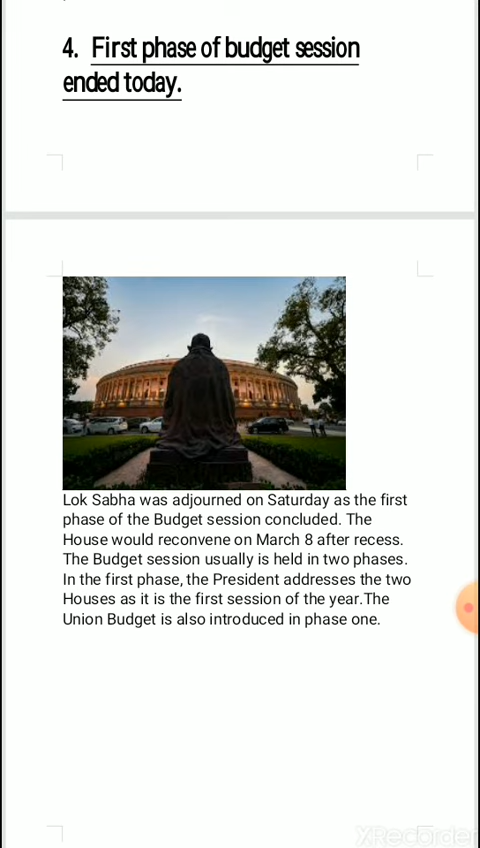 4. First phase of budget session
ended today.
Lok Sabha was adjourned on Saturday as the first
phase of the Budget session concluded. The
House would reconvene on March 8 after recess.
The Budget session usually is held in two phases.
In the first phase, the President addresses the two
Houses as it is the first session of the year.The
Union Budget is also introduced in phase one.
XRecorder